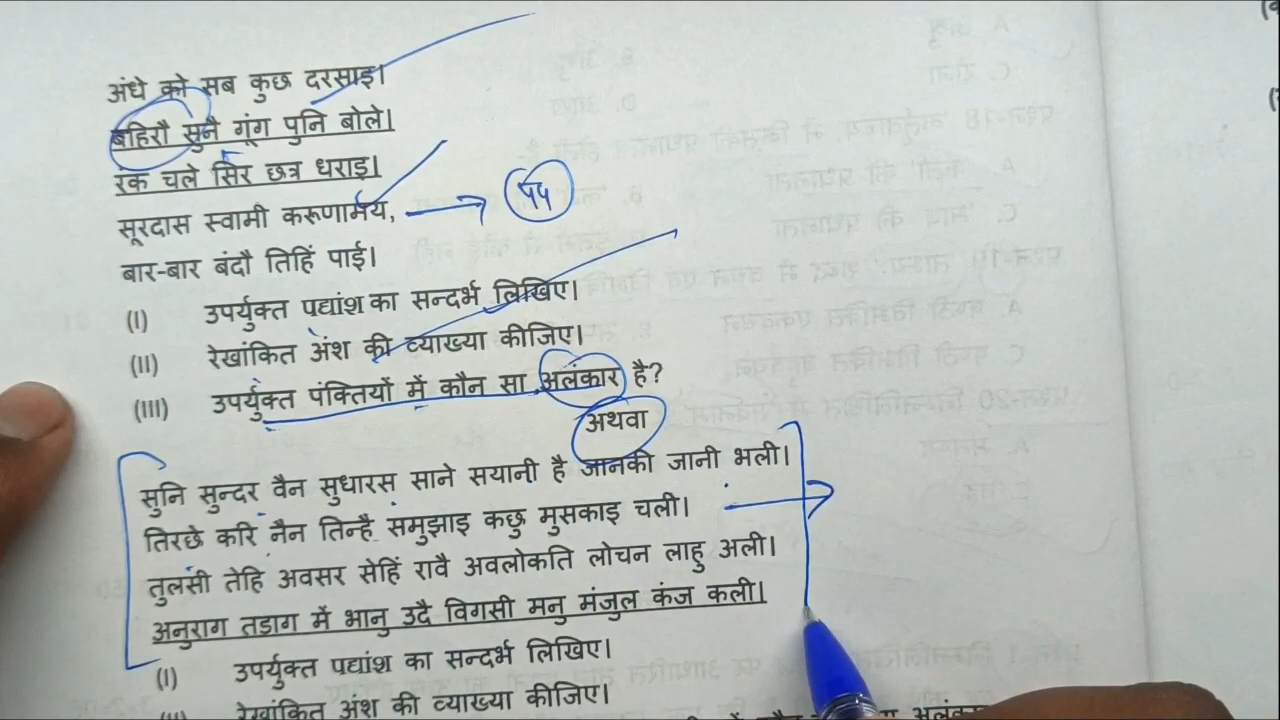 अंधे को सब कुछ दरसाइ।
बहिरौ सुनै गूंग पुनि बोले।
रंक चले सिर छत्र धराइ।
सूरदास स्वामी करूणामय,
पद
बार-बार बंदौ तिहिं पाई।
(I) उपर्युक्त पद्यांश का सन्दर्भ लिखिए।
(II) रेखांकित अंश की व्याख्या कीजिए।
(III) उपर्युक्त पंक्तियों में कौन सा अलंकार है?
अथवा
सुनि सुन्दर वैन सुधारस साने सयानी है जानकी जानी भली।
तिरछे करि नैन तिन्है समुझाइ कछु मुसकाइ चली।
तुलसी तेहि अवसर सेहिं रावै अवलोकति लोचन लाहु अली।
अनुराग तडाग में भानु उदै विगसी मनु मंजुल कंज कली।
(I) उपर्युक्त पद्यांश का सन्दर्भ लिखिए।
रेखांकित अंश की व्याख्या कीजिए।